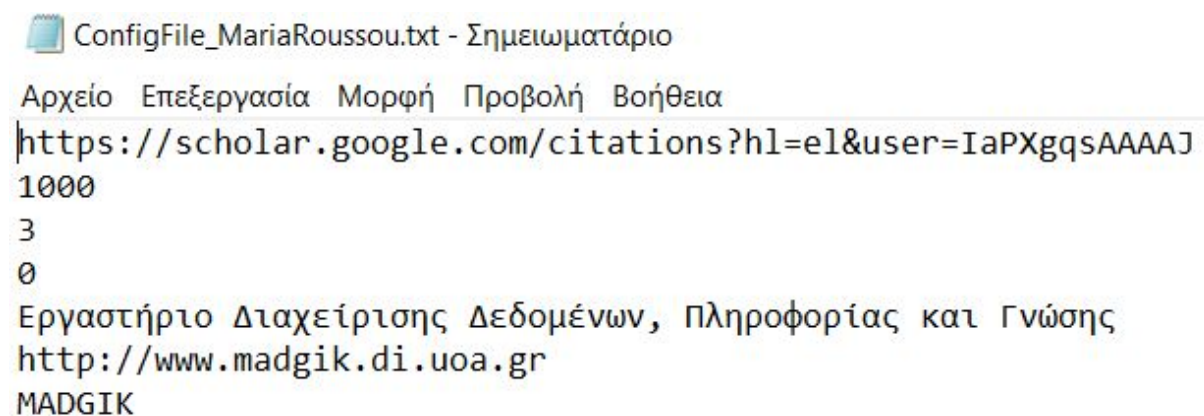 ConfigFile_MariaRoussou.txt - Σημειωματάριο
Αρχείο Επεξεργασία Μορφή Προβολή Βοήθεια
https://scholar.google.com/citations?hl=el&user=IaPXgqsAAAAJ
1000
3
0
Εργαστήριο Διαχείρισης Δεδομένων, Πληροφορίας και Γνώσης
http://www.madgik.di.uoa.gr
MADGIK